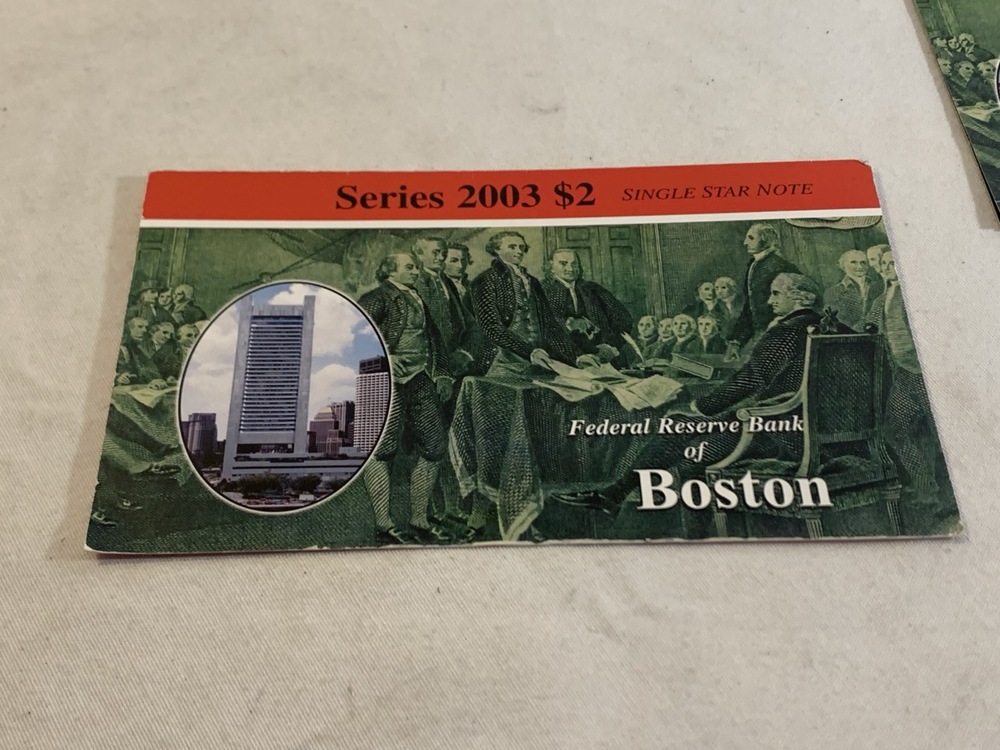 Series 2003 $2 SINGLE STAR NOTE
Federal Reserve Bank
of
Boston